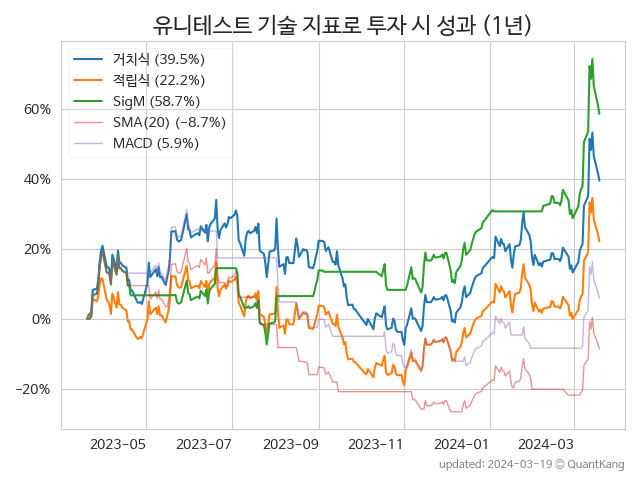 유니테스트 기술 지표로 투자 시 성과 (1년)
거치식 (39.5%)
적립식 (22.2%)
SigM (58.7%)
SMA(20) (−8.7%)
MACD (5.9%)
60%
40%
20%
0%
−20%
2023-05 2023-07 2023-09 2023-11 2024-01 2024-03
updated: 2024-03-19 © QuantKang